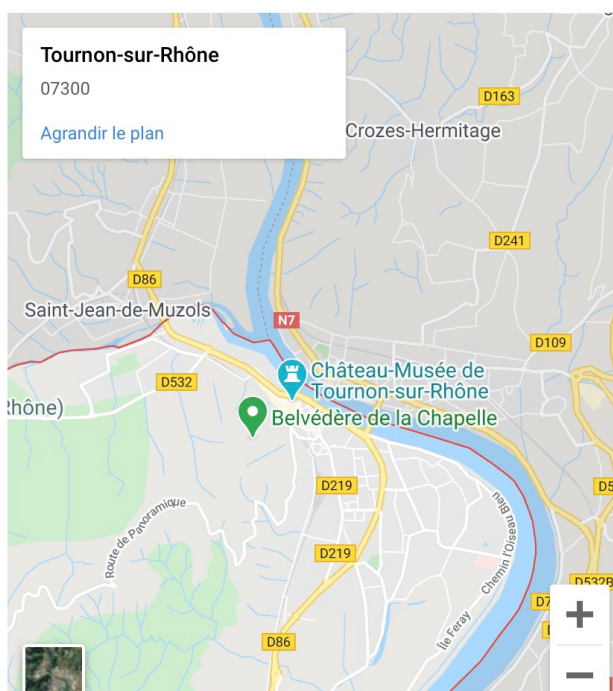 Tournon-sur-Rhône
07300
Agrandir le plan
D163
Crozes-Hermitage
D241
D86
Saint-Jean-de-Muzols
N7
D109
Château-Musée de
Tournon-sur-Rhône
D532
Rhône)
Belvédère de la Chapelle
D219
Route de Panoramique
Chemin l'Oiseau Bleu
D219
D532B
Île Feray
D86
+
−